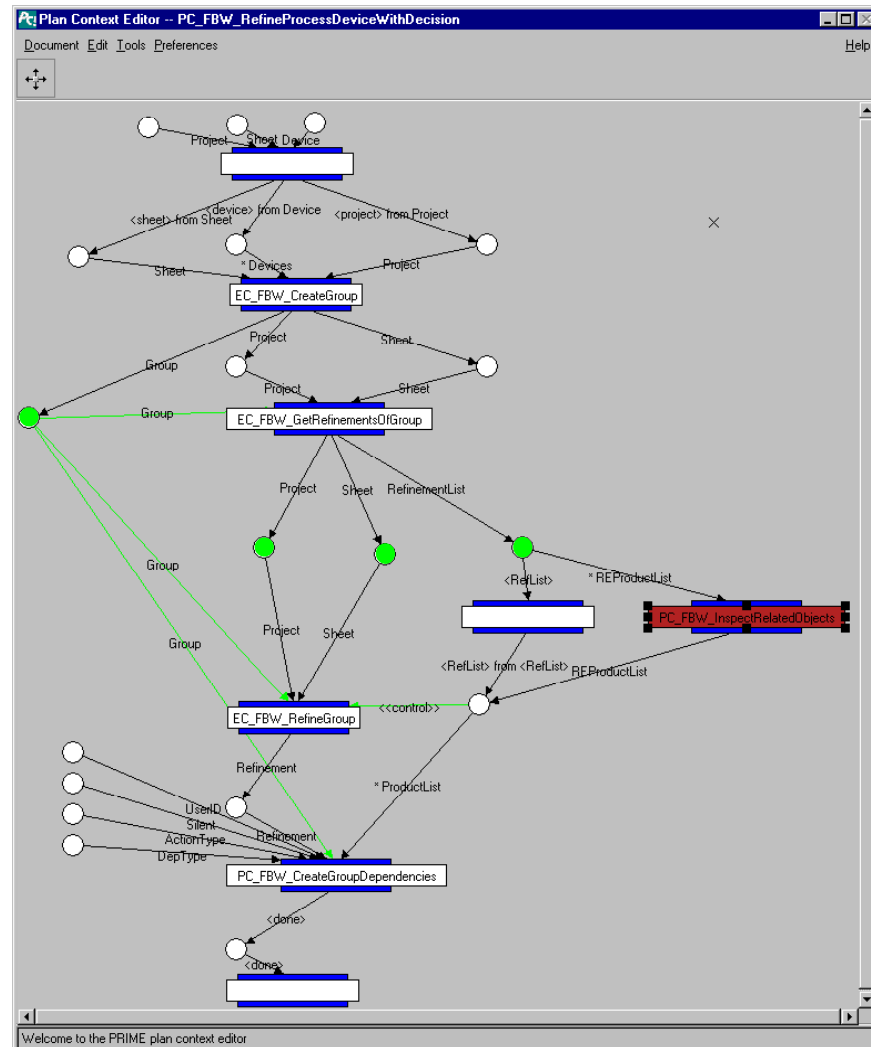 Plan Context Editor -- PC_FBW_RefineProcessDeviceWithDecision
Document Edit Tools Preferences Help
Project Sheet Device
<sheet> from Sheet <device> from Device <project> from Project
Sheet * Devices Project
EC_FBW_CreateGroup
Group Project Sheet
Project Sheet
Group EC_FBW_GetRefinementsOfGroup
Project Sheet RefinementList
Group <RefList> * REProductList
PC_FBW_InspectRelatedObjects
Group Project Sheet
<RefList> from <RefList> REProductList
EC_FBW_RefineGroup <<control>>
Refinement
* ProductList
UserID
Silent Refinement
ActionType
DepType
PC_FBW_CreateGroupDependencies
<done>
<done>
Welcome to the PRIME plan context editor